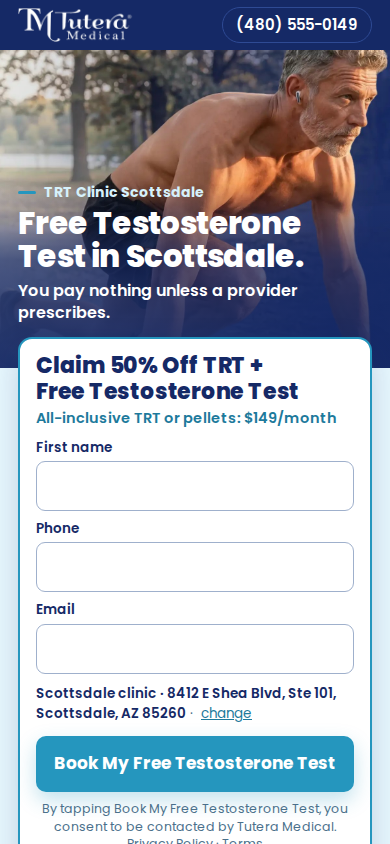 Tutera
Medical
(480) 555-0149
TRT Clinic Scottsdale
Free Testosterone
Test in Scottsdale.
You pay nothing unless a provider
prescribes.
Claim 50% Off TRT +
Free Testosterone Test
All-inclusive TRT or pellets: $149/month
First name
Phone
Email
Scottsdale clinic · 8412 E Shea Blvd, Ste 101,
Scottsdale, AZ 85260 · change
Book My Free Testosterone Test
By tapping Book My Free Testosterone Test, you
consent to be contacted by Tutera Medical.
Privacy Policy · Terms